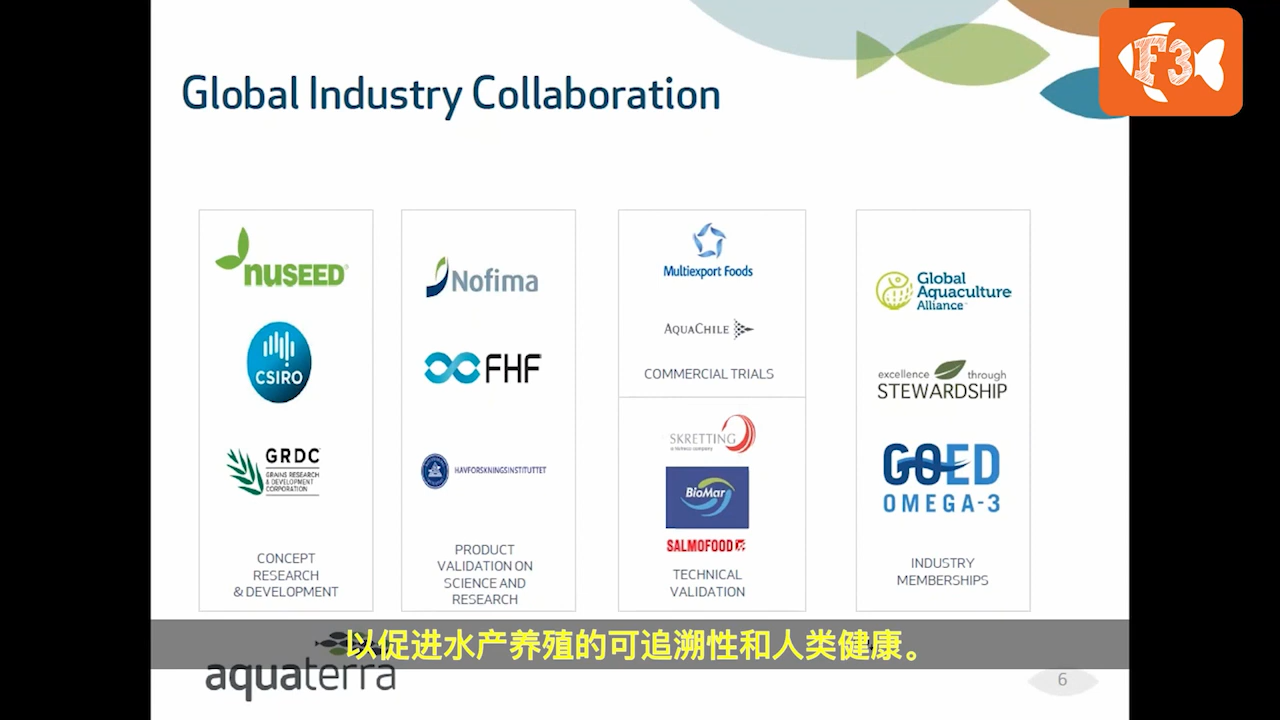 Global Industry Collaboration
F3
nuseed
CSIRO
GRDC
GRAINS RESEARCH
& DEVELOPMENT
CORPORATION
CONCEPT
RESEARCH
& DEVELOPMENT
Nofima
FHF
HAVFORSKNINGSINSTITUTTET
PRODUCT
VALIDATION ON
SCIENCE AND
RESEARCH
Multiexport Foods
AQUACHILE
COMMERCIAL TRIALS
SKRETTING
a nutreco company
BioMar
SALMOFOOD
TECHNICAL
VALIDATION
Global
Aquaculture
Alliance
excellence through
STEWARDSHIP
GOED
OMEGA-3
INDUSTRY
MEMBERSHIPS
以促进水产养殖的可追溯性和人类健康。
aquaterra
6